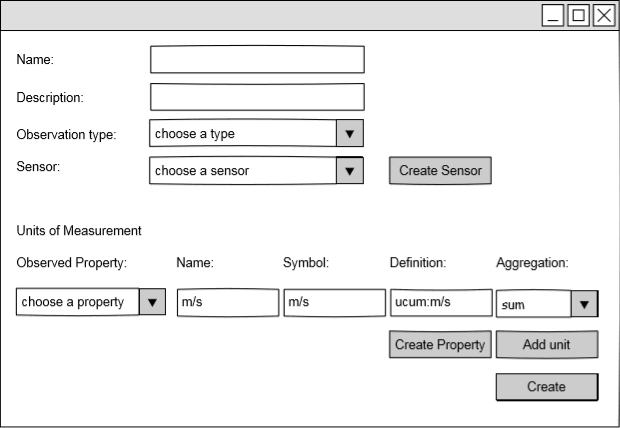 Name:
Description:
Observation type: choose a type
Sensor: choose a sensor Create Sensor
Units of Measurement
Observed Property: Name: Symbol: Definition: Aggregation:
choose a property m/s m/s ucum:m/s sum
Create Property Add unit
Create